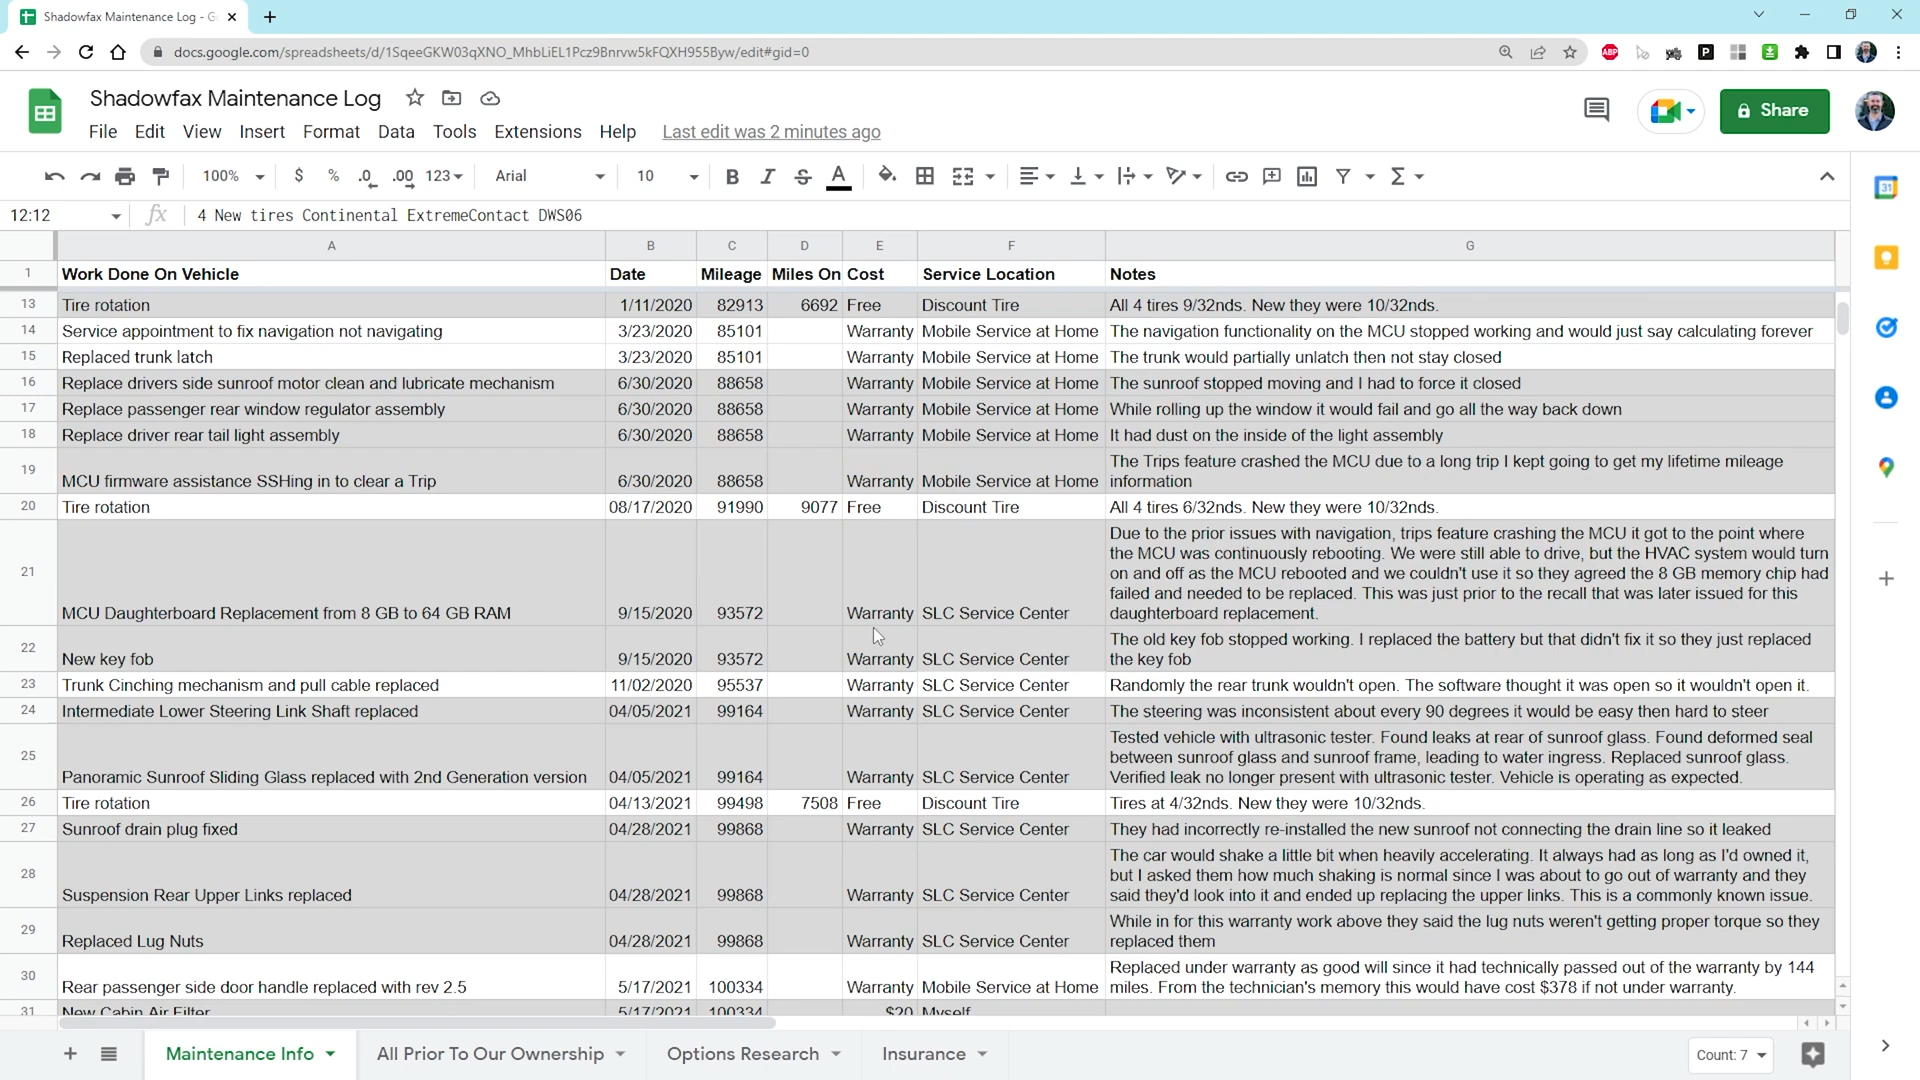 Shadowfax Maintenance Log - G
docs.google.com/spreadsheets/d/1SqeeGKW03qXNO_MhbLiEL1Pcz9Bnrvw5kFQXH955Byw/edit#gid=0
ABP
P
Shadowfax Maintenance Log
Share
File Edit View Insert Format Data Tools Extensions Help Last edit was 2 minutes ago
100% $ % .0 .00 123 Arial 10 B I S A
31
12:12 fx 4 New tires Continental ExtremeContact DWS06
A B C D E F G
1 Work Done On Vehicle Date Mileage Miles On Cost Service Location Notes
13 Tire rotation 1/11/2020 82913 6692 Free Discount Tire All 4 tires 9/32nds. New they were 10/32nds.
14 Service appointment to fix navigation not navigating 3/23/2020 85101 Warranty Mobile Service at Home The navigation functionality on the MCU stopped working and would just say calculating forever
15 Replaced trunk latch 3/23/2020 85101 Warranty Mobile Service at Home The trunk would partially unlatch then not stay closed
16 Replace drivers side sunroof motor clean and lubricate mechanism 6/30/2020 88658 Warranty Mobile Service at Home The sunroof stopped moving and I had to force it closed
17 Replace passenger rear window regulator assembly 6/30/2020 88658 Warranty Mobile Service at Home While rolling up the window it would fail and go all the way back down
18 Replace driver rear tail light assembly 6/30/2020 88658 Warranty Mobile Service at Home It had dust on the inside of the light assembly
The Trips feature crashed the MCU due to a long trip I kept going to get my lifetime mileage
19 MCU firmware assistance SSHing in to clear a Trip 6/30/2020 88658 Warranty Mobile Service at Home information
20 Tire rotation 08/17/2020 91990 9077 Free Discount Tire All 4 tires 6/32nds. New they were 10/32nds.
Due to the prior issues with navigation, trips feature crashing the MCU it got to the point where
the MCU was continuously rebooting. We were still able to drive, but the HVAC system would turn
on and off as the MCU rebooted and we couldn't use it so they agreed the 8 GB memory chip had
failed and needed to be replaced. This was just prior to the recall that was later issued for this
21 MCU Daughterboard Replacement from 8 GB to 64 GB RAM 9/15/2020 93572 Warranty SLC Service Center daughterboard replacement.
The old key fob stopped working. I replaced the battery but that didn't fix it so they just replaced
22 New key fob 9/15/2020 93572 Warranty SLC Service Center the key fob
23 Trunk Cinching mechanism and pull cable replaced 11/02/2020 95537 Warranty SLC Service Center Randomly the rear trunk wouldn't open. The software thought it was open so it wouldn't open it.
24 Intermediate Lower Steering Link Shaft replaced 04/05/2021 99164 Warranty SLC Service Center The steering was inconsistent about every 90 degrees it would be easy then hard to steer
Tested vehicle with ultrasonic tester. Found leaks at rear of sunroof glass. Found deformed seal
between sunroof glass and sunroof frame, leading to water ingress. Replaced sunroof glass.
25 Panoramic Sunroof Sliding Glass replaced with 2nd Generation version 04/05/2021 99164 Warranty SLC Service Center Verified leak no longer present with ultrasonic tester. Vehicle is operating as expected.
26 Tire rotation 04/13/2021 99498 7508 Free Discount Tire Tires at 4/32nds. New they were 10/32nds.
27 Sunroof drain plug fixed 04/28/2021 99868 Warranty SLC Service Center They had incorrectly re-installed the new sunroof not connecting the drain line so it leaked
The car would shake a little bit when heavily accelerating. It always had as long as I'd owned it,
but I asked them how much shaking is normal since I was about to go out of warranty and they
28 Suspension Rear Upper Links replaced 04/28/2021 99868 Warranty SLC Service Center said they'd look into it and ended up replacing the upper links. This is a commonly known issue.
While in for this warranty work above they said the lug nuts weren't getting proper torque so they
29 Replaced Lug Nuts 04/28/2021 99868 Warranty SLC Service Center replaced them
Replaced under warranty as good will since it had technically passed out of the warranty by 144
30 Rear passenger side door handle replaced with rev 2.5 5/17/2021 100334 Warranty Mobile Service at Home miles. From the technician's memory this would have cost $378 if not under warranty.
31 New Cabin Air Filter 5/17/2021 100334 $20 Myself
Maintenance Info All Prior To Our Ownership Options Research Insurance Count: 7